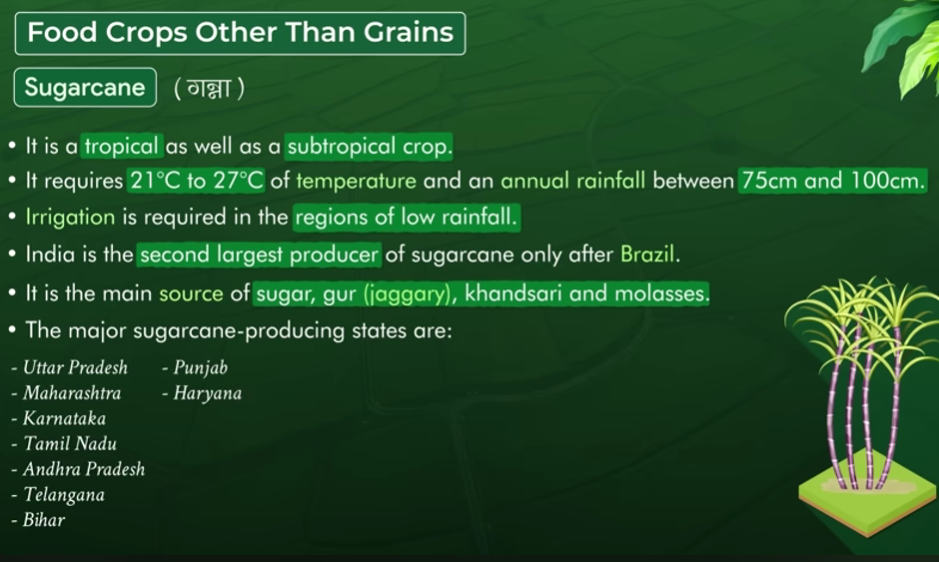 Food Crops Other Than Grains
Sugarcane (गन्ना)
• It is a tropical as well as a subtropical crop.
• It requires 21°C to 27°C of temperature and an annual rainfall between 75cm and 100cm.
• Irrigation is required in the regions of low rainfall.
• India is the second largest producer of sugarcane only after Brazil.
• It is the main source of sugar, gur (jaggary), khandsari and molasses.
• The major sugarcane-producing states are:
- Uttar Pradesh - Punjab
- Maharashtra - Haryana
- Karnataka
- Tamil Nadu
- Andhra Pradesh
- Telangana
- Bihar